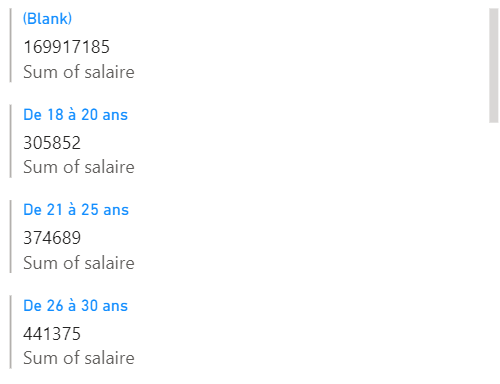 (Blank)
169917185
Sum of salaire
De 18 à 20 ans
305852
Sum of salaire
De 21 à 25 ans
374689
Sum of salaire
De 26 à 30 ans
441375
Sum of salaire